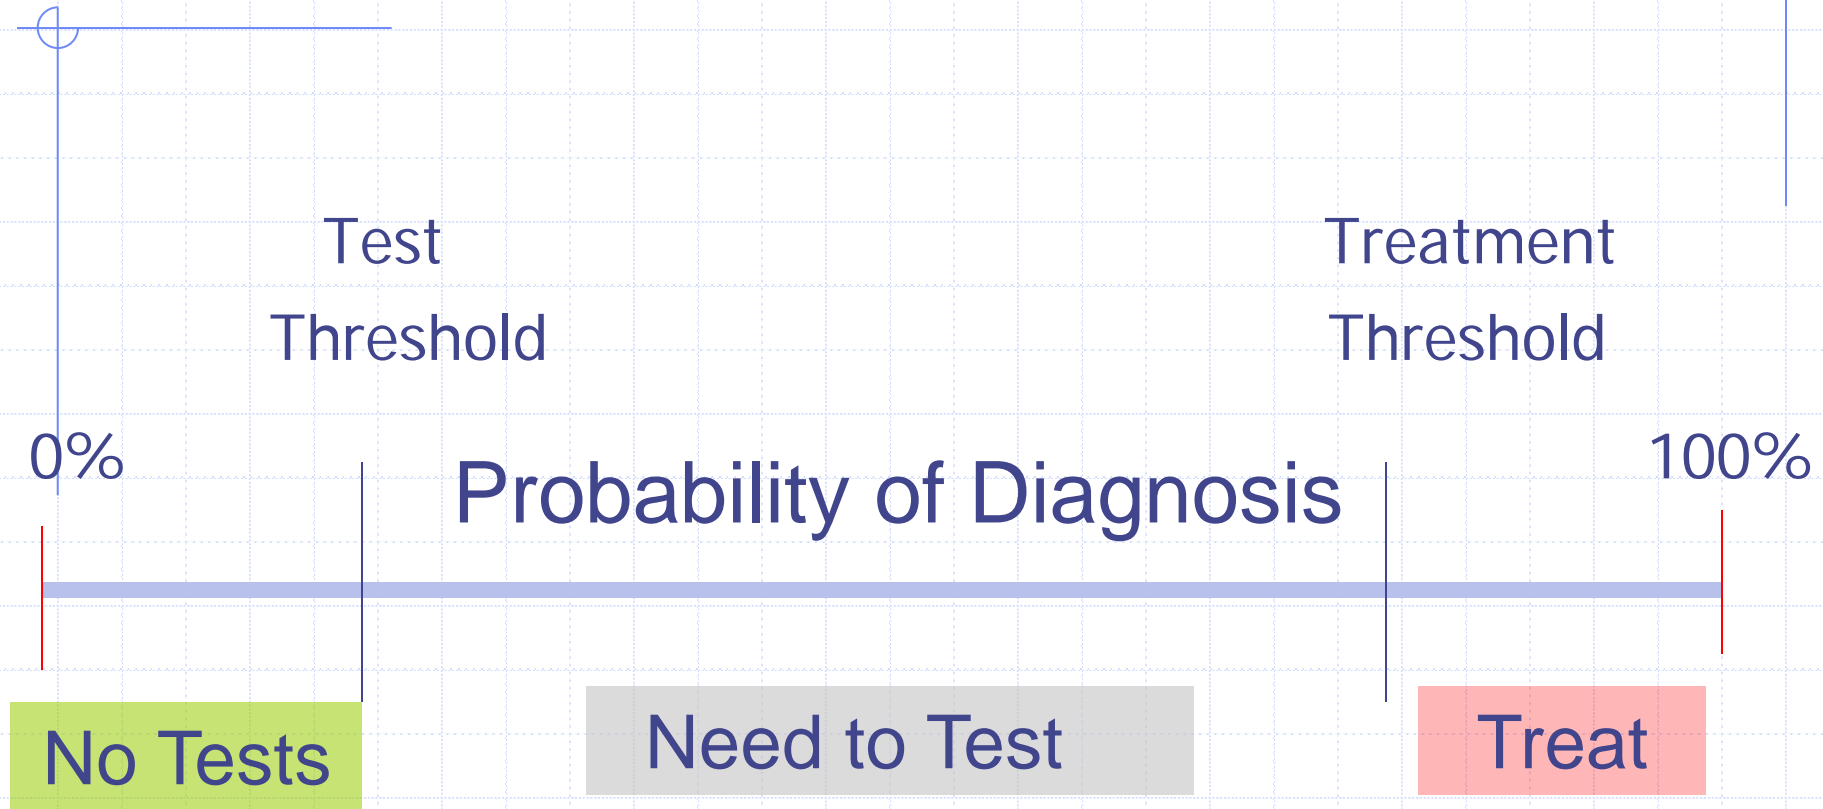 Test
Threshold
Treatment
Threshold
0%
Probability of Diagnosis
100%
No Tests
Need to Test
Treat